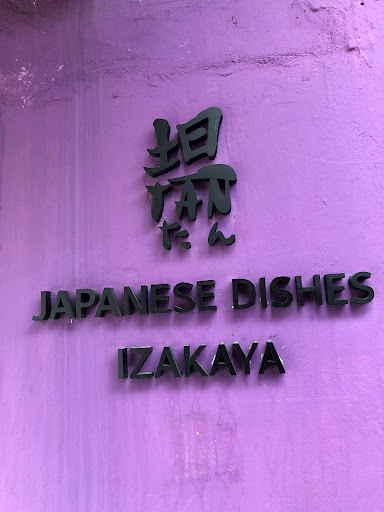 坦
TAN
たん
JAPANESE DISHES
IZAKAYA